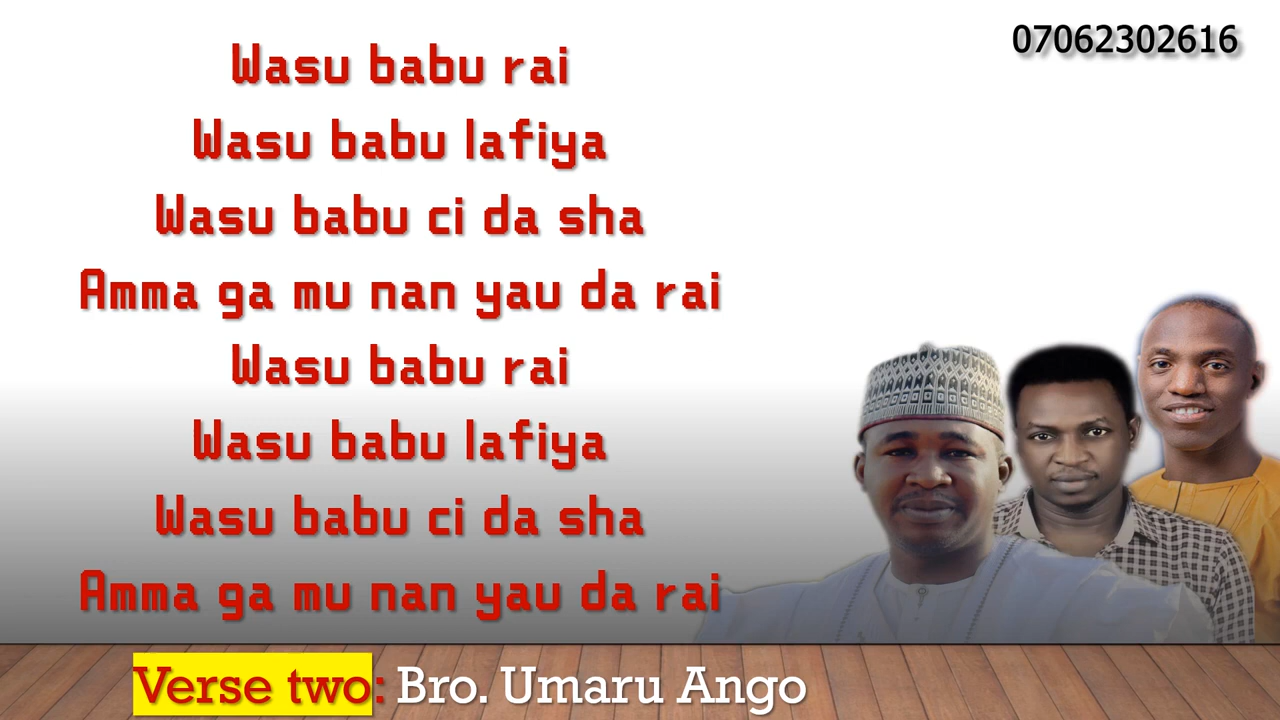 07062302616
Wasu babu rai
Wasu babu lafiya
Wasu babu ci da sha
Amma ga mu nan yau da rai
Wasu babu rai
Wasu babu lafiya
Wasu babu ci da sha
Amma ga mu nan yau da rai
Verse two: Bro. Umaru Ango